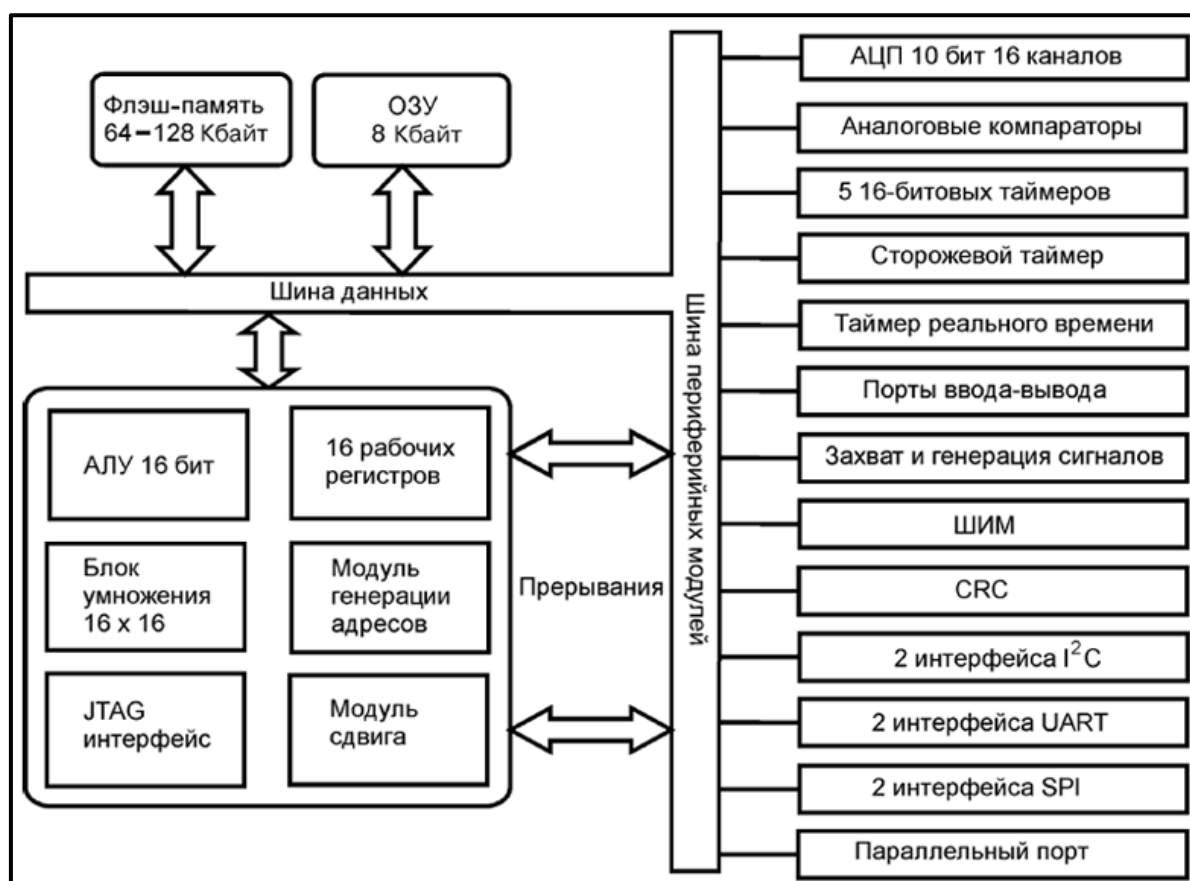 Флэш-память
64–128 Кбайт
ОЗУ
8 Кбайт
Шина данных
АЛУ 16 бит
16 рабочих
регистров
Блок
умножения
16 x 16
Модуль
генерации
адресов
JTAG
интерфейс
Модуль
сдвига
Прерывания
Шина периферийных модулей
АЦП 10 бит 16 каналов
Аналоговые компараторы
5 16-битовых таймеров
Сторожевой таймер
Таймер реального времени
Порты ввода-вывода
Захват и генерация сигналов
ШИМ
CRC
2 интерфейса I²C
2 интерфейса UART
2 интерфейса SPI
Параллельный порт